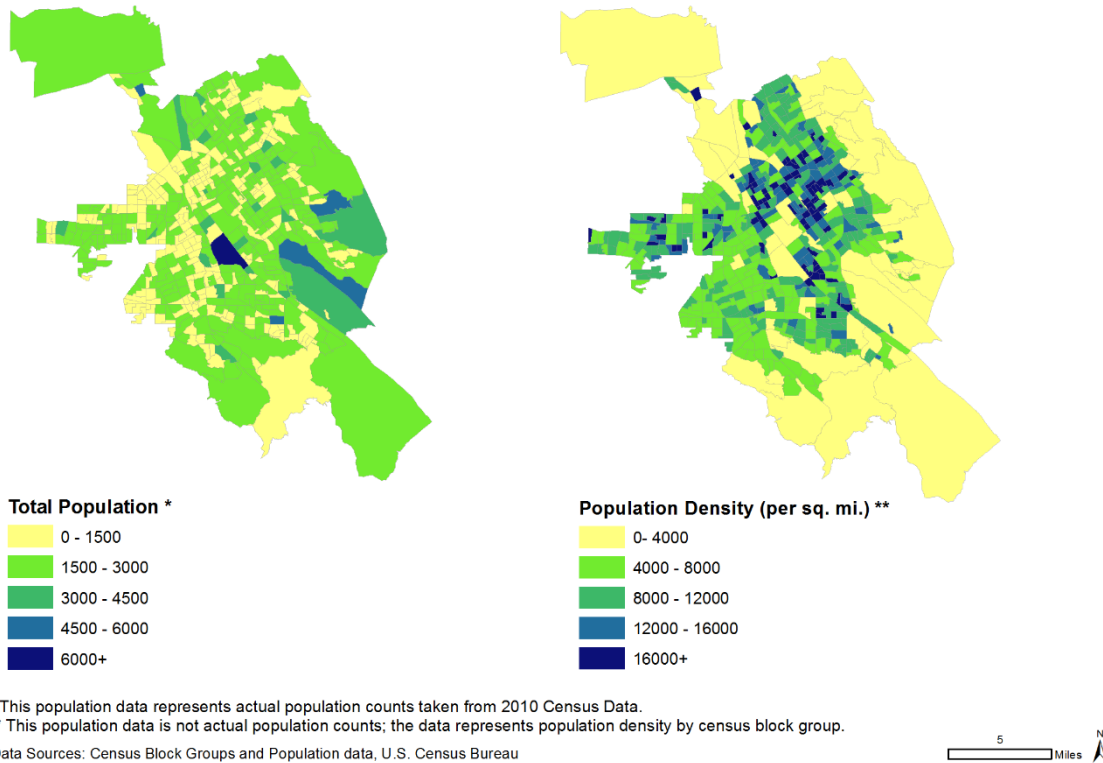 Total Population *
0 - 1500
1500 - 3000
3000 - 4500
4500 - 6000
6000+
Population Density (per sq. mi.) **
0- 4000
4000 - 8000
8000 - 12000
12000 - 16000
16000+
This population data represents actual population counts taken from 2010 Census Data.
* This population data is not actual population counts; the data represents population density by census block group.
Sources: Census Block Groups and Population data, U.S. Census Bureau
5
Miles
N